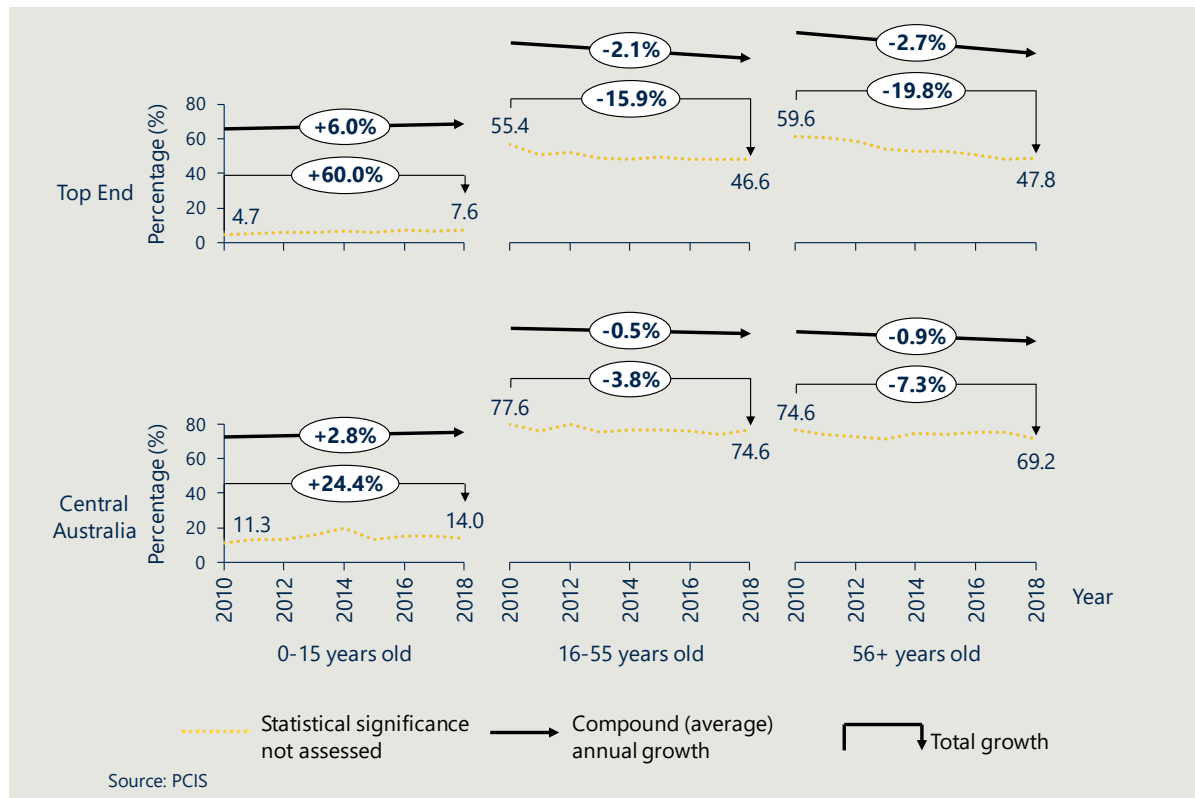 Top End
Percentage (%)
80
60
40
20
0
+6.0%
+60.0%
4.7
7.6
-2.1%
-15.9%
55.4
46.6
-2.7%
-19.8%
59.6
47.8
Central
Australia
Percentage (%)
80
60
40
20
0
+2.8%
+24.4%
11.3
14.0
-0.5%
-3.8%
77.6
74.6
-0.9%
-7.3%
74.6
69.2
2010 2012 2014 2016 2018
2010 2012 2014 2016 2018
2010 2012 2014 2016 2018
Year
0-15 years old
16-55 years old
56+ years old
Statistical significance
not assessed
Compound (average)
annual growth
Total growth
Source: PCIS